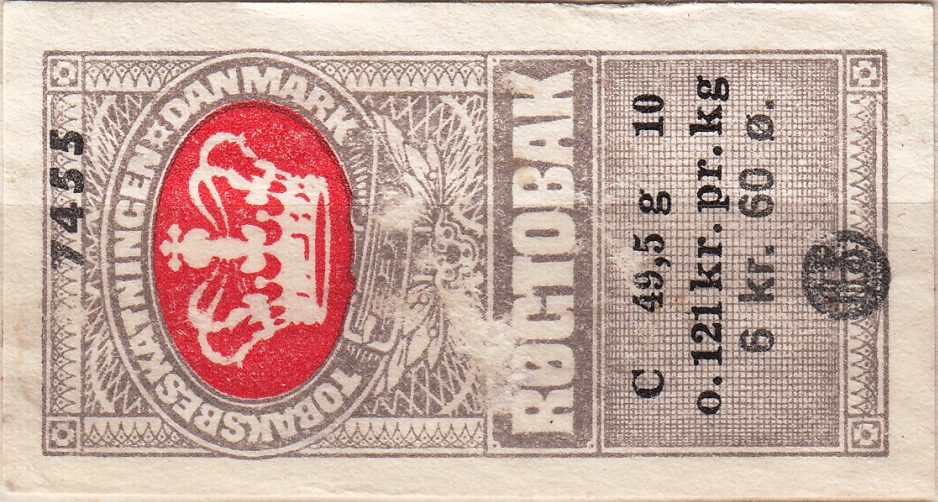 7455
DANMARK
TOBAKSBESKATNINGEN
RØGTOBAK
C 49,5 g 10
o. 121 kr. pr. kg
6 kr. 60 ø.